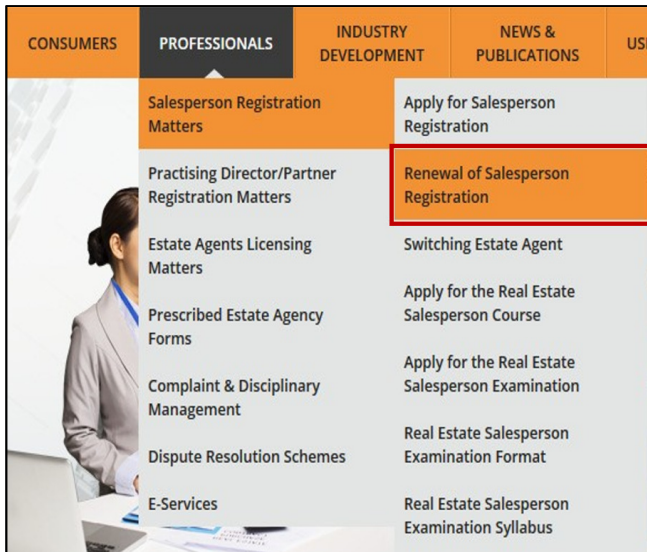 CONSUMERS
PROFESSIONALS
INDUSTRY
DEVELOPMENT
NEWS &
PUBLICATIONS
Salesperson Registration
Matters
Practising Director/Partner
Registration Matters
Estate Agents Licensing
Matters
Prescribed Estate Agency
Forms
Complaint & Disciplinary
Management
Dispute Resolution Schemes
E-Services
Apply for Salesperson
Registration
Renewal of Salesperson
Registration
Switching Estate Agent
Apply for the Real Estate
Salesperson Course
Apply for the Real Estate
Salesperson Examination
Real Estate Salesperson
Examination Format
Real Estate Salesperson
Examination Syllabus